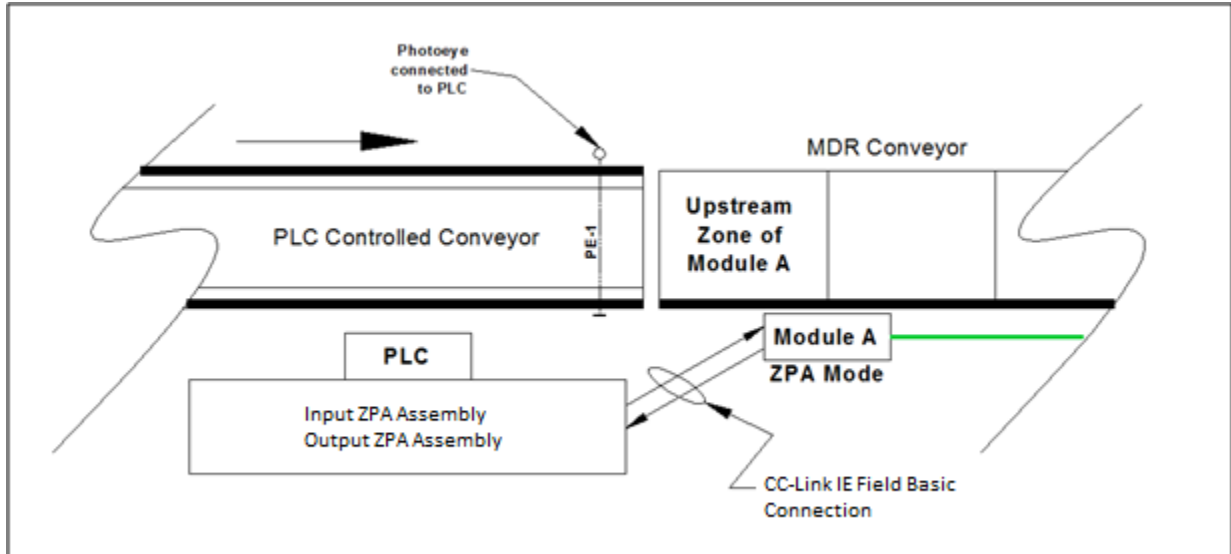 Photoeye
connected
to PLC
MDR Conveyor
PLC Controlled Conveyor
PE-1
Upstream
Zone of
Module A
PLC
Input ZPA Assembly
Output ZPA Assembly
Module A
ZPA Mode
CC-Link IE Field Basic
Connection